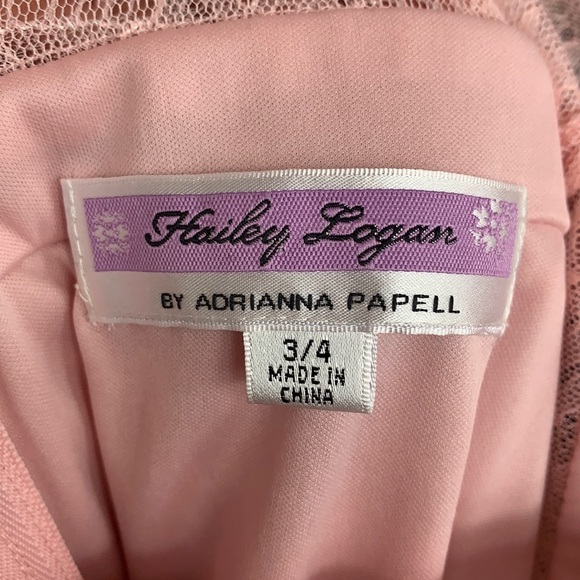 Hailey Logan
BY ADRIANNA PAPELL
3/4
MADE IN
CHINA